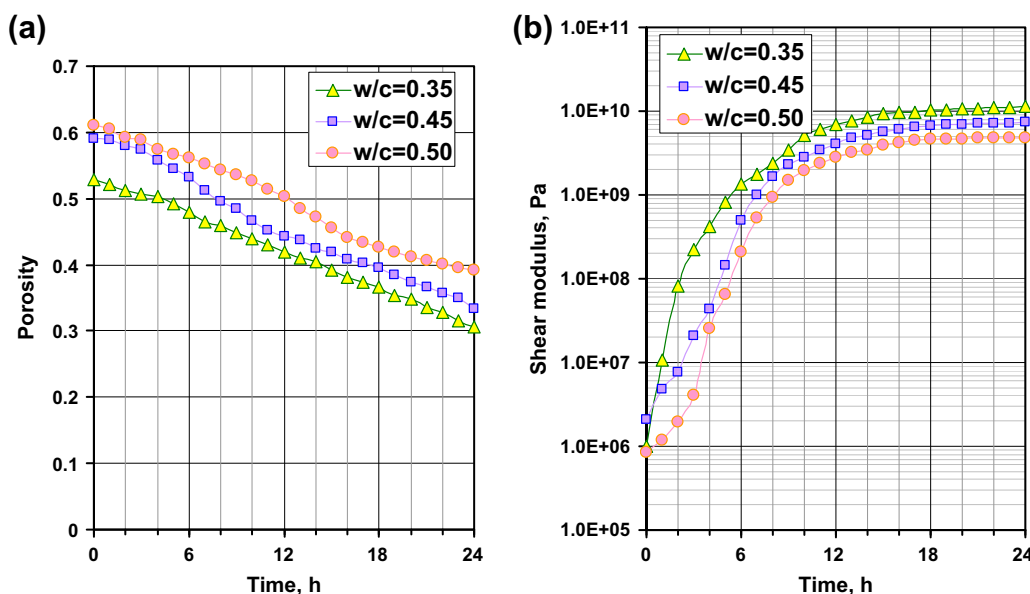 (a)
0.7
0.6
0.5
0.4
0.3
0.2
0.1
0
Porosity
w/c=0.35
w/c=0.45
w/c=0.50
0 6 12 18 24
Time, h
(b)
1.0E+11
1.0E+10
1.0E+09
1.0E+08
1.0E+07
1.0E+06
1.0E+05
Shear modulus, Pa
w/c=0.35
w/c=0.45
w/c=0.50
0 6 12 18 24
Time, h